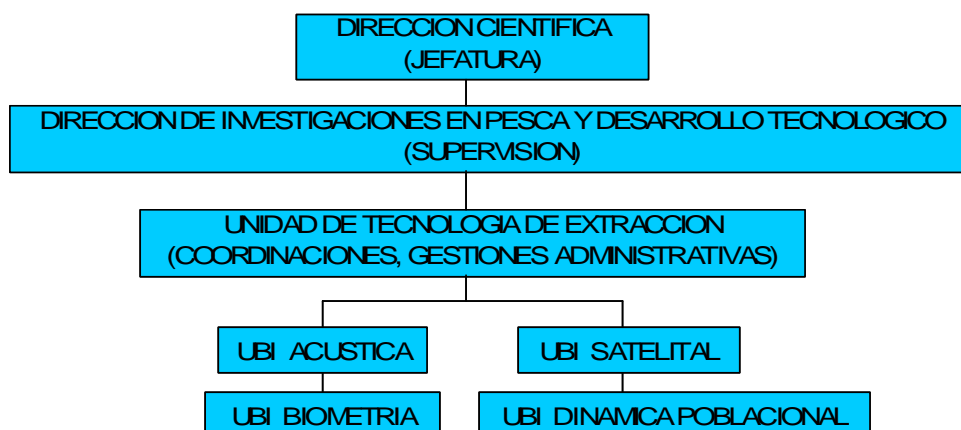 DIRECCION CIENTIFICA
(JEFATURA)
DIRECCION DE INVESTIGACIONES EN PESCA Y DESARROLLO TECNOLOGICO
(SUPERVISION)
UNIDAD DE TECNOLOGIA DE EXTRACCION
(COORDINACIONES, GESTIONES ADMINISTRATIVAS)
UBI ACUSTICA
UBI SATELITAL
UBI BIOMETRIA
UBI DINAMICA POBLACIONAL